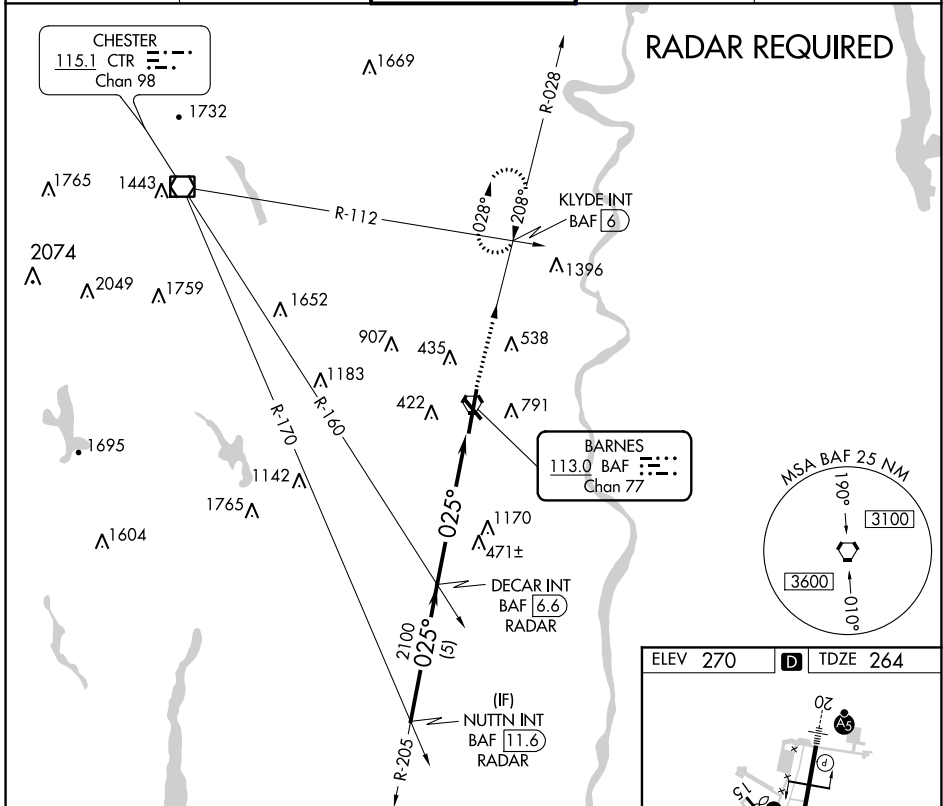 RADAR REQUIRED
CHESTER
115.1 CTR
Chan 98
1669
1732
R-028
1765
1443
R-112
028°
208°
KLYDE INT
BAF 6
2074
2049
1759
1652
1396
907
435
538
1183
R-170
R-160
422
791
BARNES
113.0 BAF
Chan 77
1695
1142
1765
025°
1604
1170
471±
MSA BAF 25 NM
190°
3100
3600
010°
DECAR INT
BAF 6.6
RADAR
2100
025°
(5)
(IF)
NUTTN INT
BAF 11.6
RADAR
R-205
ELEV 270 D TDZE 264
20
A5
P
15